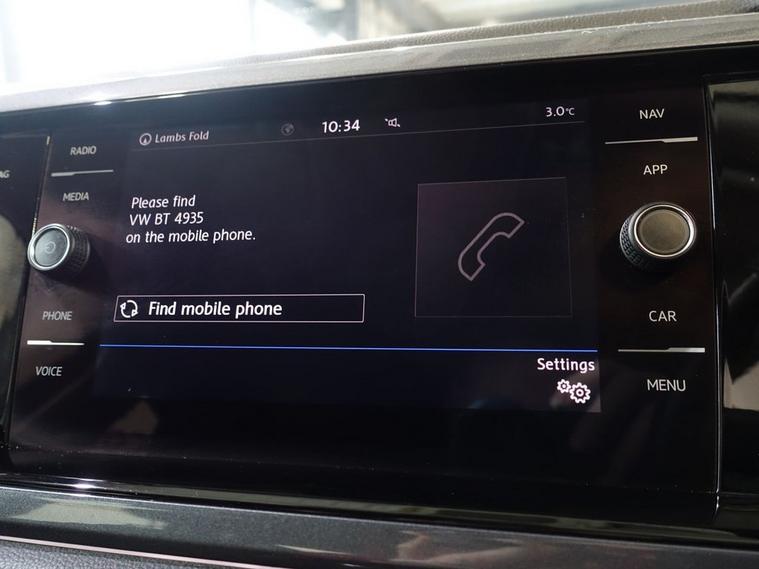 AG
RADIO
MEDIA
PHONE
VOICE
Lambs Fold
10:34
3.0°C
Please find
VW BT 4935
on the mobile phone.
Find mobile phone
Settings
NAV
APP
CAR
MENU